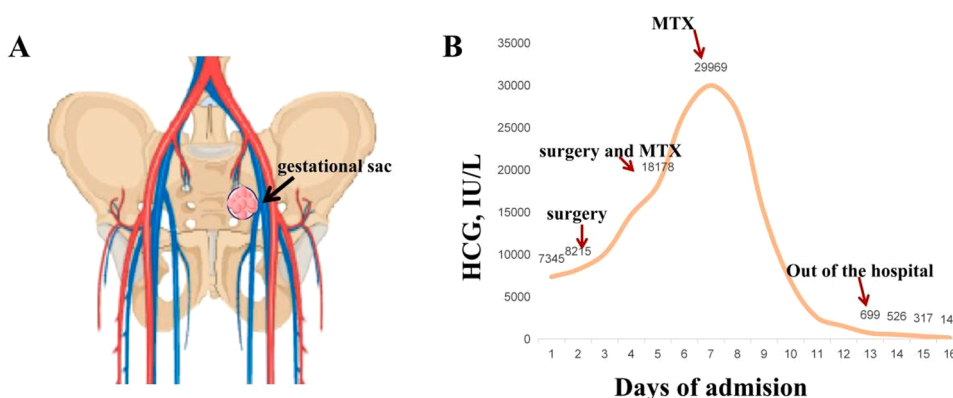 A
gestational sac
B
MTX
35000
30000
25000
20000
15000
10000
5000
0
HCG, IU/L
29969
surgery and MTX
18178
surgery
7345
8215
Out of the hospital
699
526
317
14
1 2 3 4 5 6 7 8 9 10 11 12 13 14 15 16
Days of admision